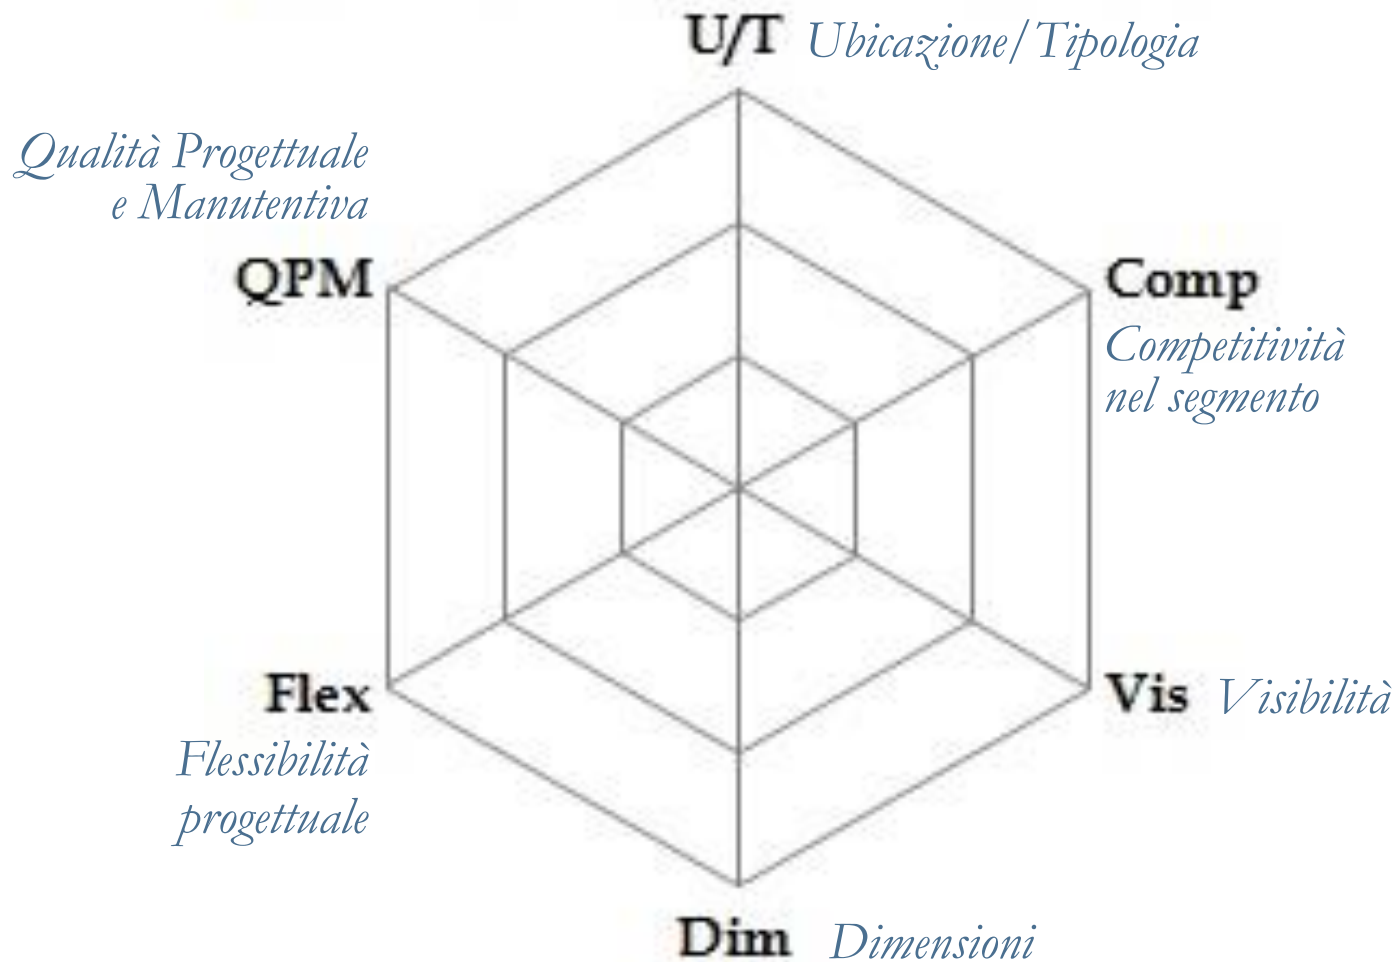 U/T Ubicazione/Tipologia
Qualità Progettuale
e Manutentiva
QPM
Comp
Competitività
nel segmento
Flex
Flessibilità
progettuale
Vis Visibilità
Dim Dimensioni